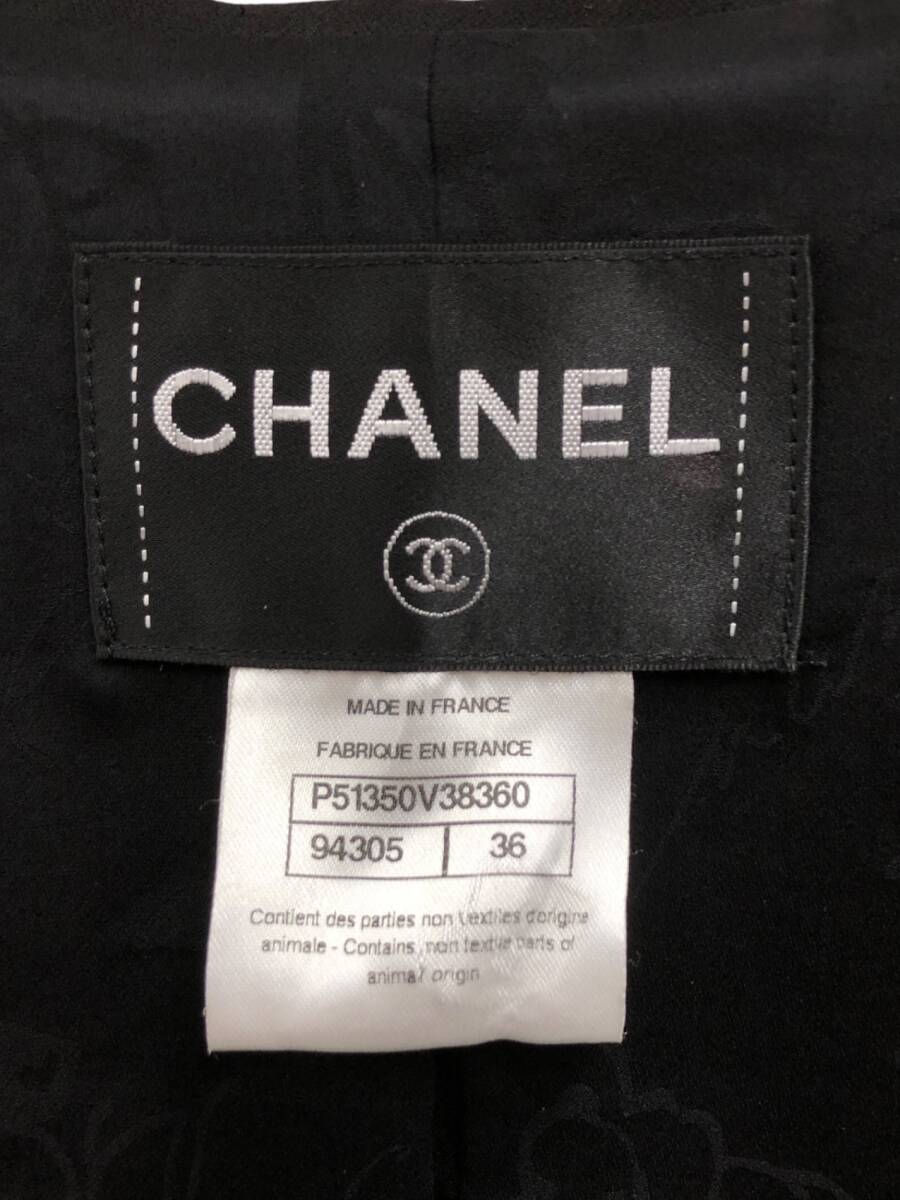 CHANEL
MADE IN FRANCE
FABRIQUE EN FRANCE
P51350V38360
94305 36
Contient des parties non textiles d'origine
animale - Contains non textile parts of
animal origin